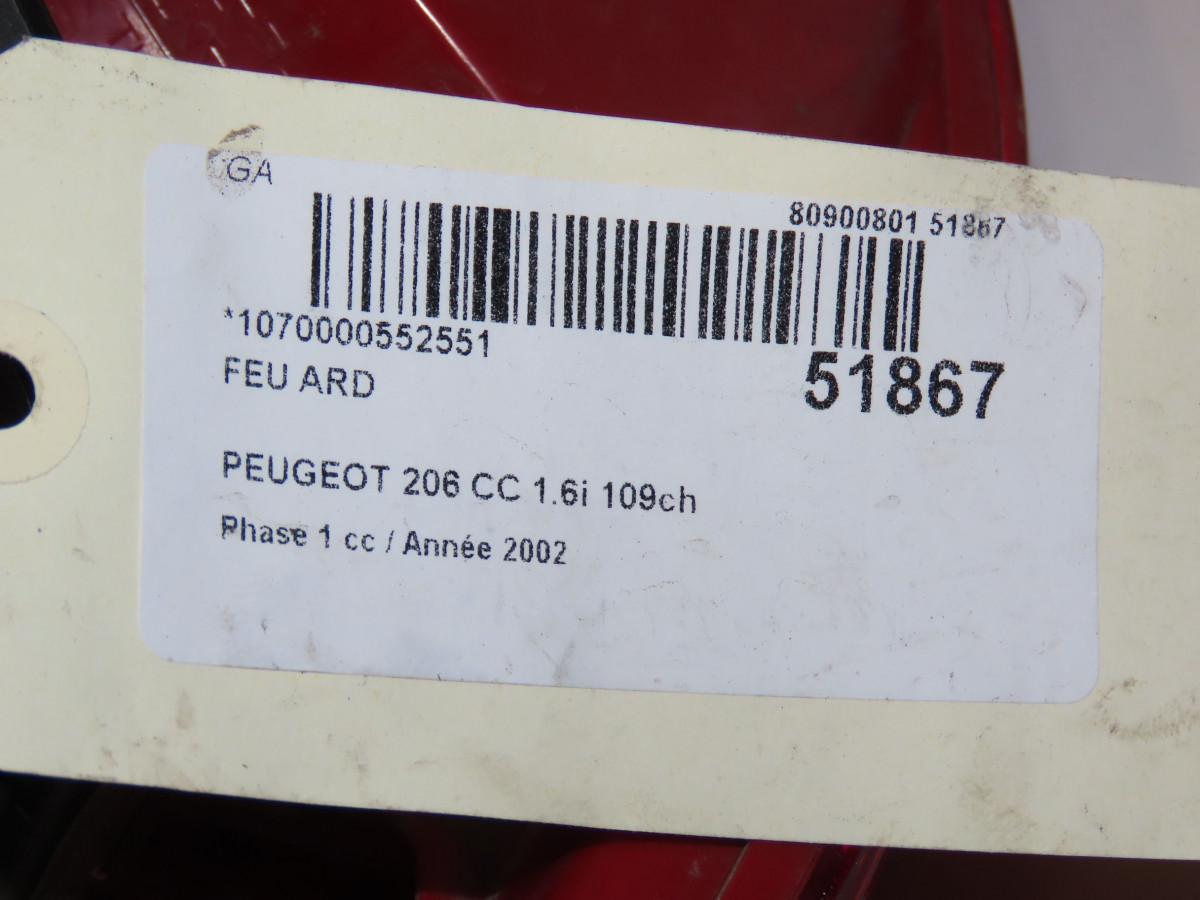 GA
80900801 51867
*1070000552551
51867
FEU ARD
PEUGEOT 206 CC 1.6i 109ch
Phase 1 cc / Année 2002